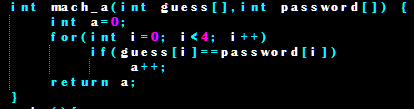 int mach_a(int guess[],int password[]) {
    int a=0;
    for(int i=0; i<4; i++)
        if(guess[i]==password[i])
            a++;
    return a;
}